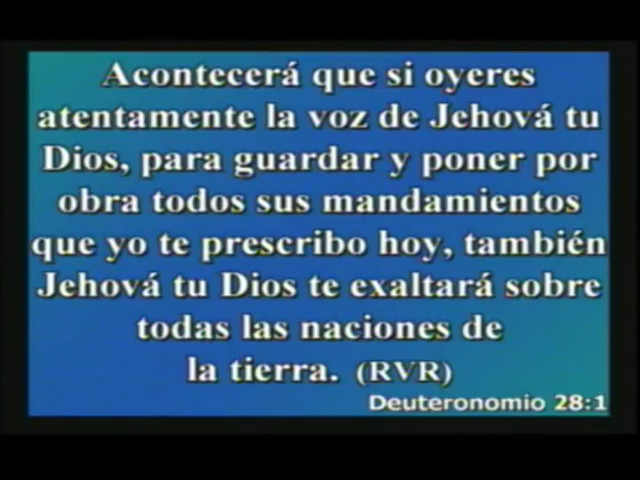 Acontecerá que si oyeres
atentamente la voz de Jehová tu
Dios, para guardar y poner por
obra todos sus mandamientos
que yo te prescribo hoy, también
Jehová tu Dios te exaltará sobre
todas las naciones de
la tierra. (RVR)
Deuteronomio 28:1